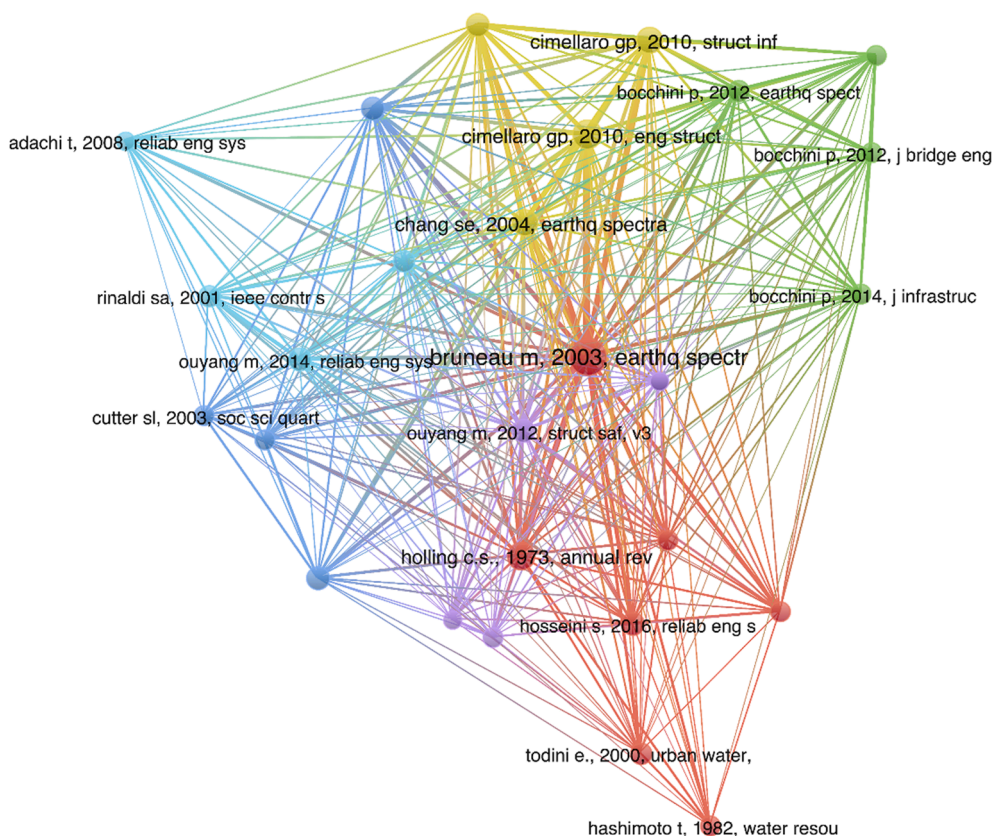 cimellaro gp, 2010, struct inf
bocchini p, 2012, earthq spect
cimellaro gp, 2010, eng struct
adachi t, 2008, reliab eng sys
bocchini p, 2012, j bridge eng
chang se, 2004, earthq spectra
rinaldi sa, 2001, ieee contr s
bocchini p, 2014, j infrastruc
bruneau m, 2003, earthq spectr
ouyang m, 2014, reliab eng sys
cutter sl, 2003, soc sci quart
ouyang m, 2012, struct saf, v3
holling c.s., 1973, annual rev
hosseini s, 2016, reliab eng s
todini e., 2000, urban water,
hashimoto t, 1982, water resou